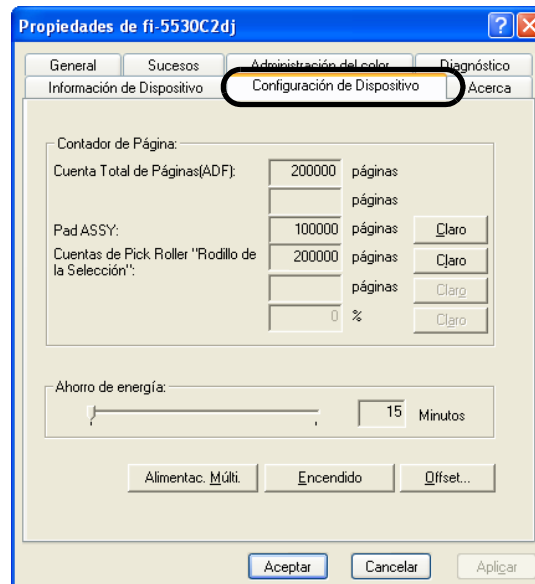 Propiedades de fi-5530C2dj
General Sucesos Administración del color Diagnóstico
Información de Dispositivo Configuración de Dispositivo Acerca
Contador de Página:
Cuenta Total de Páginas(ADF): 200000 páginas
páginas
Pad ASSY: 100000 páginas Claro
Cuentas de Pick Roller "Rodillo de la Selección": 200000 páginas Claro
páginas Claro
0 % Claro
Ahorro de energía:
15 Minutos
Alimentac. Múlti. Encendido Offset...
Aceptar Cancelar Aplicar